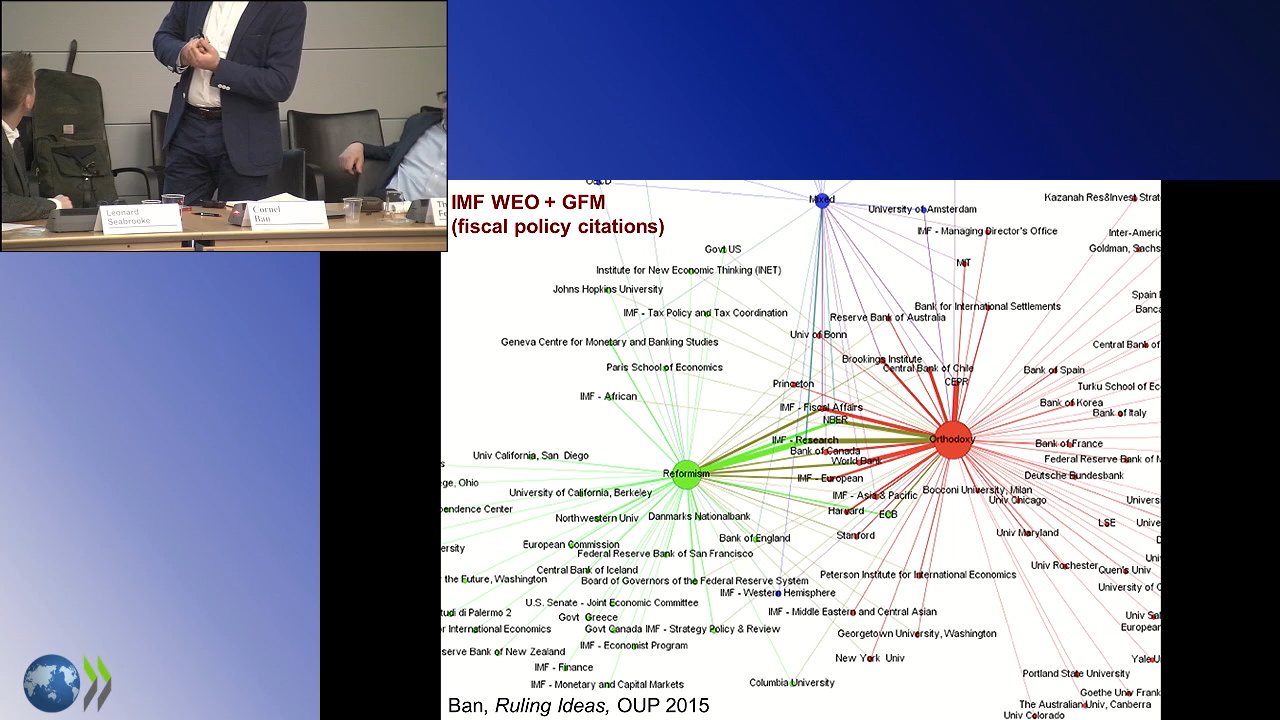 Leonard
Seabrooke
Cornel
Ban
IMF WEO + GFM
(fiscal policy citations)
Mixed
University of Amsterdam
Kazanah Res&Invest Strat
IMF - Managing Director's Office
Inter-Americ
Govt US
Goldman, Sachs
MIT
Institute for New Economic Thinking (INET)
Johns Hopkins University
Spain
Bank for International Settlements
Banca
IMF - Tax Policy and Tax Coordination
Reserve Bank of Australia
Univ of Bonn
Geneva Centre for Monetary and Banking Studies
Central Bank of
Brookings Institute
Paris School of Economics
Central Bank of Chile
Bank of Spain
CEPR
Princeton
Turku School of Ec
IMF - African
Bank of Korea
IMF - Fiscal Affairs
Bank of Italy
NBER
IMF - Research
Orthodoxy
Bank of France
Bank of Canada
Univ California, San Diego
World Bank
Federal Reserve Bank of M
Reformism
Deutsche Bundesbank
ge, Ohio
IMF - European
University of California, Berkeley
IMF - Asia & Pacific
Bocconi University, Milan
Univ Chicago
Univers
pendence Center
Harvard
ECB
Northwestern Univ
Danmarks Nationalbank
LSE
Unive
Stanford
Univ Maryland
Bank of England
European Commission
ersity
Federal Reserve Bank of San Francisco
Univ Rochester
Quen's Univ
Central Bank of Iceland
Peterson Institute for International Economics
the Future, Washington
Board of Governors of the Federal Reserve System
University of C
IMF - Western Hemisphere
U.S. Senate - Joint Economic Committee
tudi di Palermo 2
IMF - Middle Eastern and Central Asian
Govt Greece
Univ Sal
r International Economics
Govt Canada
IMF - Strategy Policy & Review
Georgetown University, Washington
European
IMF - Economist Program
serve Bank of New Zealand
New York Univ
Yale U
IMF - Finance
Portland State University
IMF - Monetary and Capital Markets
Columbia University
Goethe Univ Frank
The Australian Univ, Canberra
Univ Colorado
Ban, Ruling Ideas, OUP 2015